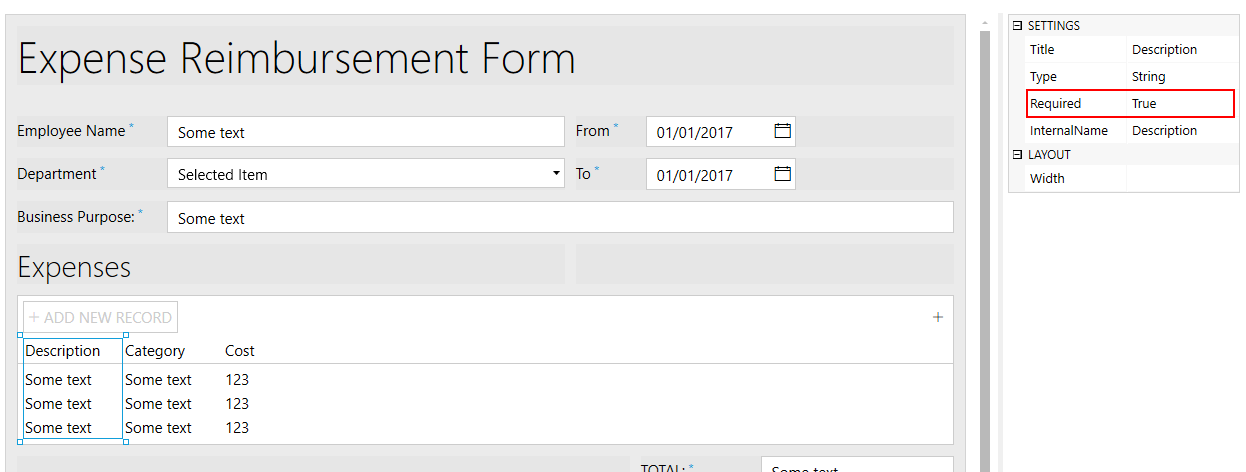 Expense Reimbursement Form
Employee Name * Some text From * 01/01/2017
Department * Selected Item To * 01/01/2017
Business Purpose: * Some text
Expenses
+ ADD NEW RECORD +
Description Category Cost
Some text Some text 123
Some text Some text 123
Some text Some text 123
TOTAL: * Some text
SETTINGS
Title Description
Type String
Required True
InternalName Description
LAYOUT
Width